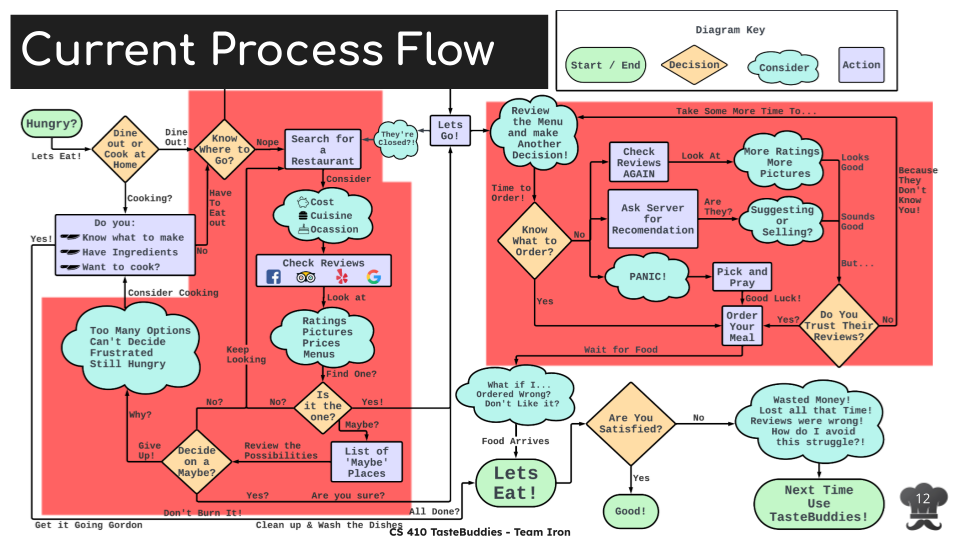 Current Process Flow
Diagram Key
Start / End
Decision
Consider
Action
Hungry?
Lets Eat!
Dine
out or
Cook at
Home
Dine
Out!
Cooking?
Know
Where to
Go?
Nope
Have
To
Eat
out
Search for
a
Restaurant
They're
Closed?!
Lets
Go!
Consider
Cost
Cuisine
Ocassion
Do you:
Know what to make
Have Ingredients
Want to cook?
Yes!
No
Consider Cooking
Check Reviews
Look at
Ratings
Pictures
Prices
Menus
Find One?
Too Many Options
Can't Decide
Frustrated
Still Hungry
Keep
Looking
Is
it the
one?
No?
No?
Yes!
Maybe?
Why?
Give
Up!
Decide
on a
Maybe?
Review the
Possibilities
List of
'Maybe'
Places
Yes?
Are you sure?
Don't Burn It!
All Done?
Get it Going Gordon
Clean up & Wash the Dishes
Review
the Menu
and make
Another
Decision!
Take Some More Time To...
Time to
Order!
Know
What to
Order?
No
Yes
Check
Reviews
AGAIN
Look At
More Ratings
More
Pictures
Looks
Good
Because
They
Don't
Know
You!
Ask Server
for
Recomendation
Are
They?
Suggesting
or
Selling?
Sounds
Good
PANIC!
Pick and
Pray
Good Luck!
But...
Order
Your
Meal
Yes?
Do You
Trust Their
Reviews?
No
Wait for Food
What if I...
Ordered Wrong?
Don't Like it?
Food Arrives
Lets
Eat!
Are You
Satisfied?
No
Yes
Good!
Wasted Money!
Lost all that Time!
Reviews were wrong!
How do I avoid
this struggle?!
Next Time
Use
TasteBuddies!
12
CS 410 TasteBuddies - Team Iron